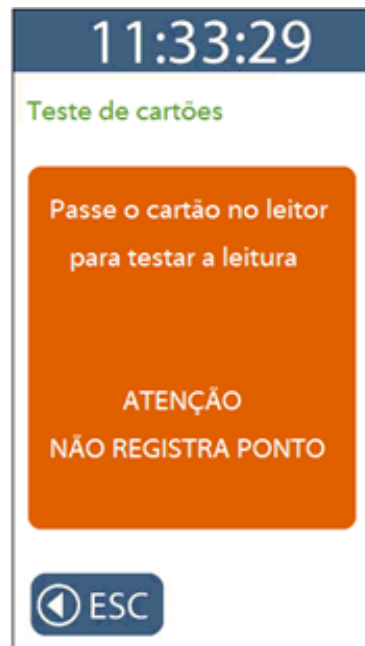 11:33:29
Teste de cartões
Passe o cartão no leitor
para testar a leitura
ATENÇÃO
NÃO REGISTRA PONTO
ESC